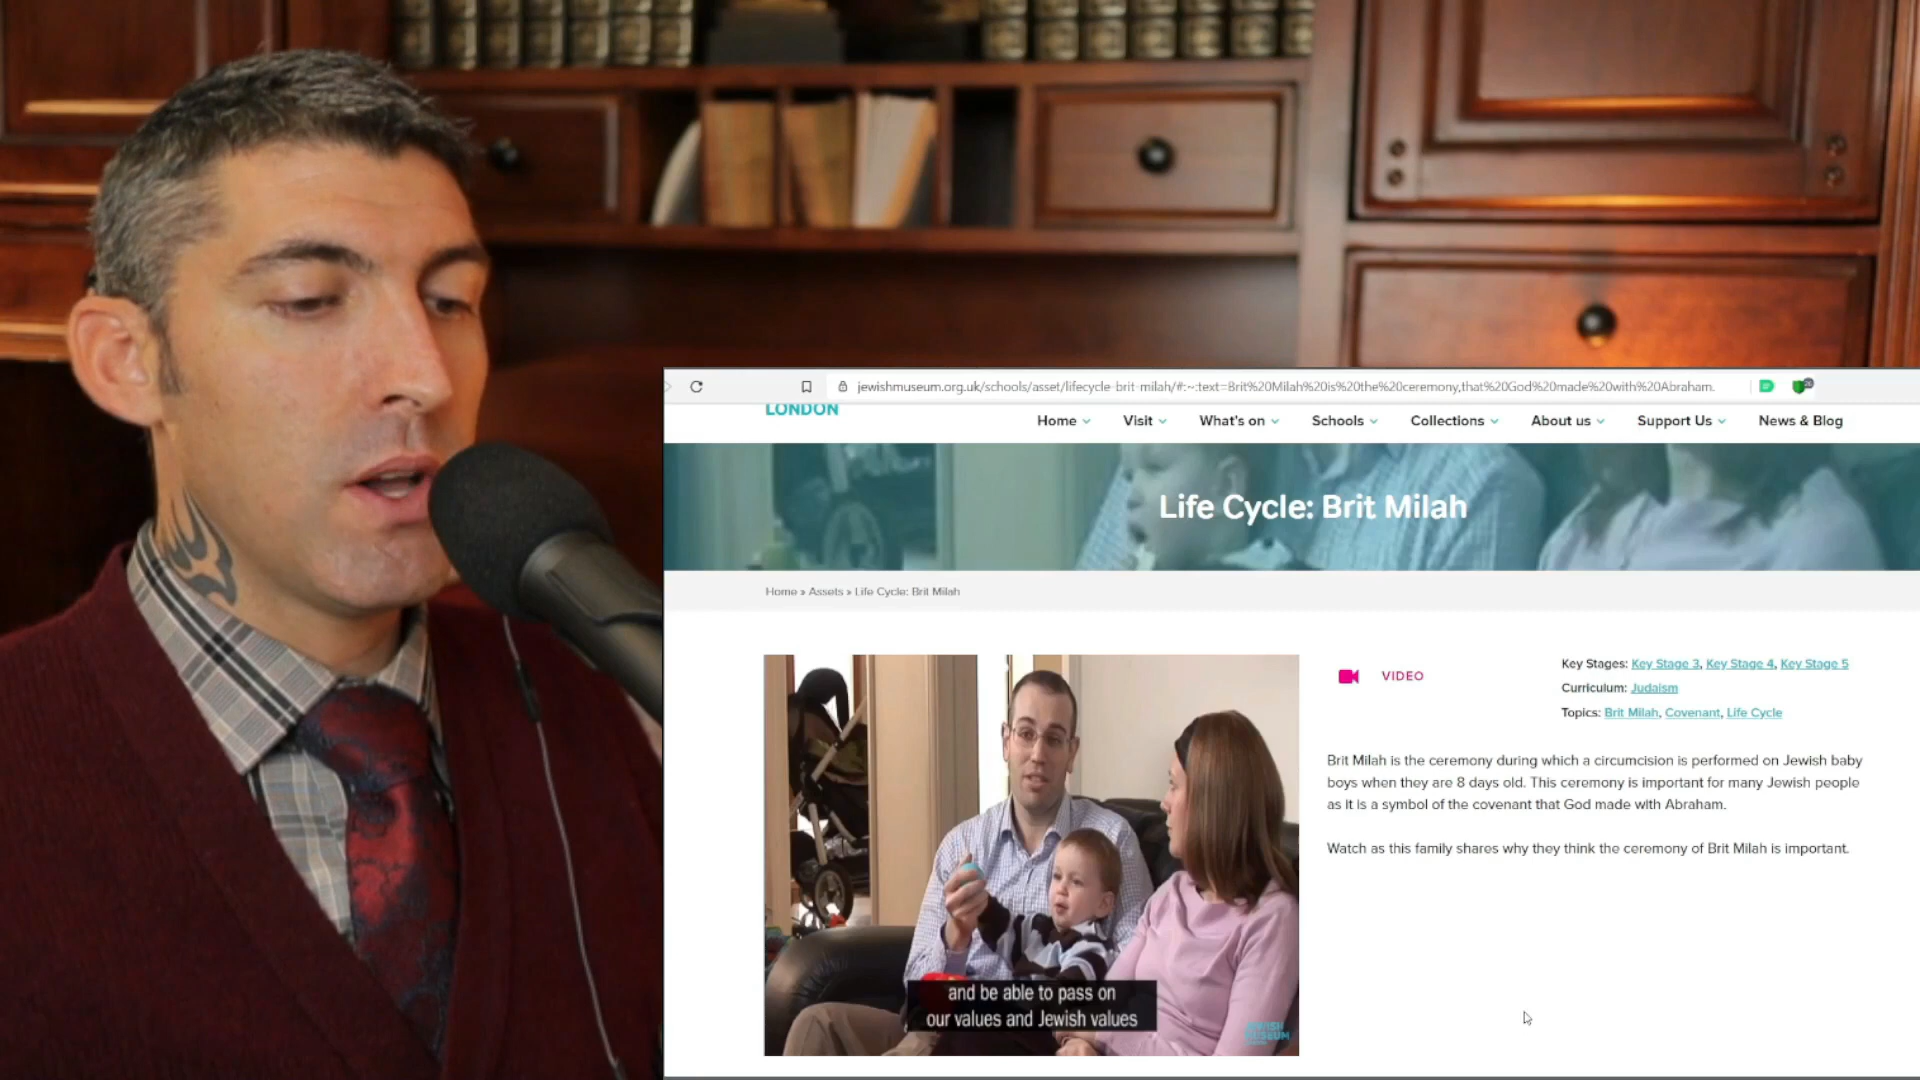 jewishmuseum.org.uk/schools/asset/lifecycle-brit-milah/#:~:text=Brit%20Milah%20is%20the%20ceremony,that%20God%20made%20with%20Abraham.
LONDON
Home Visit What's on Schools Collections About us Support Us News & Blog
Life Cycle: Brit Milah
Home » Assets » Life Cycle: Brit Milah
VIDEO
Key Stages: Key Stage 3, Key Stage 4, Key Stage 5
Curriculum: Judaism
Topics: Brit Milah, Covenant, Life Cycle
Brit Milah is the ceremony during which a circumcision is performed on Jewish baby
boys when they are 8 days old. This ceremony is important for many Jewish people
as it is a symbol of the covenant that God made with Abraham.
Watch as this family shares why they think the ceremony of Brit Milah is important.
and be able to pass on
our values and Jewish values
JEWISH
MUSEUM